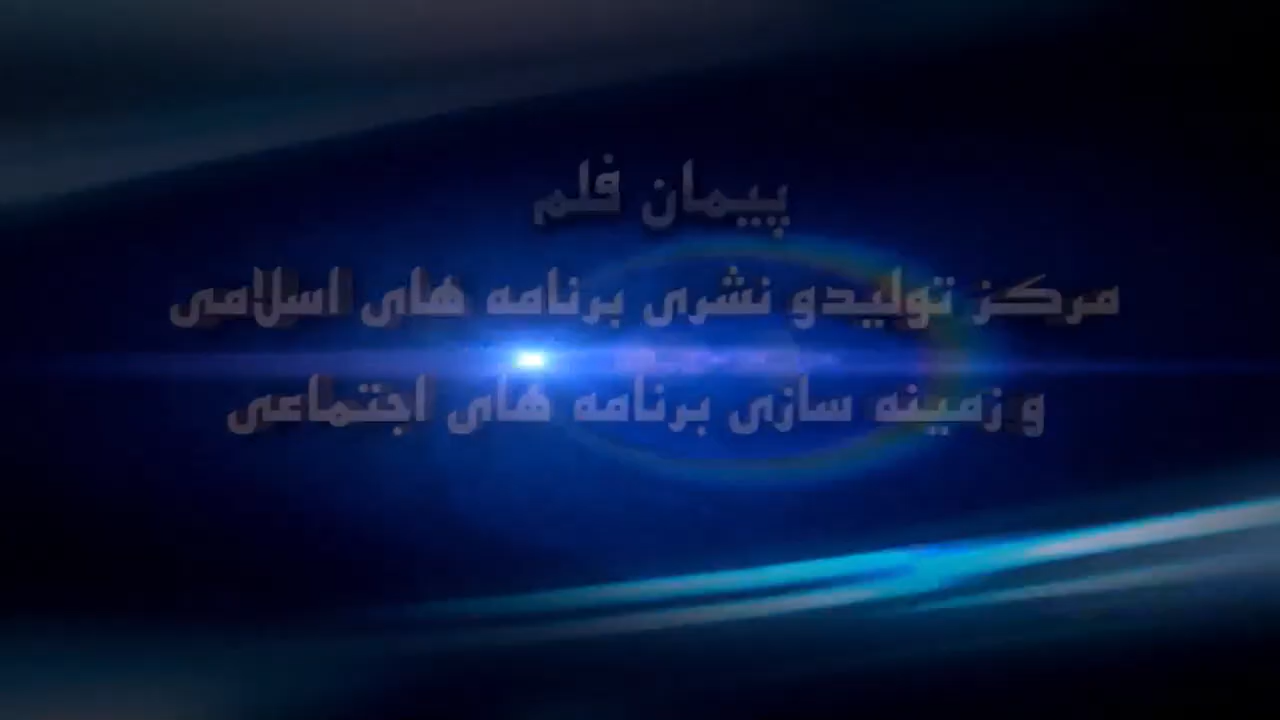 پیمان فلم
مرکز تولیدو نشری برنامه های اسلامی
و زمینه سازی برنامه های اجتماعی